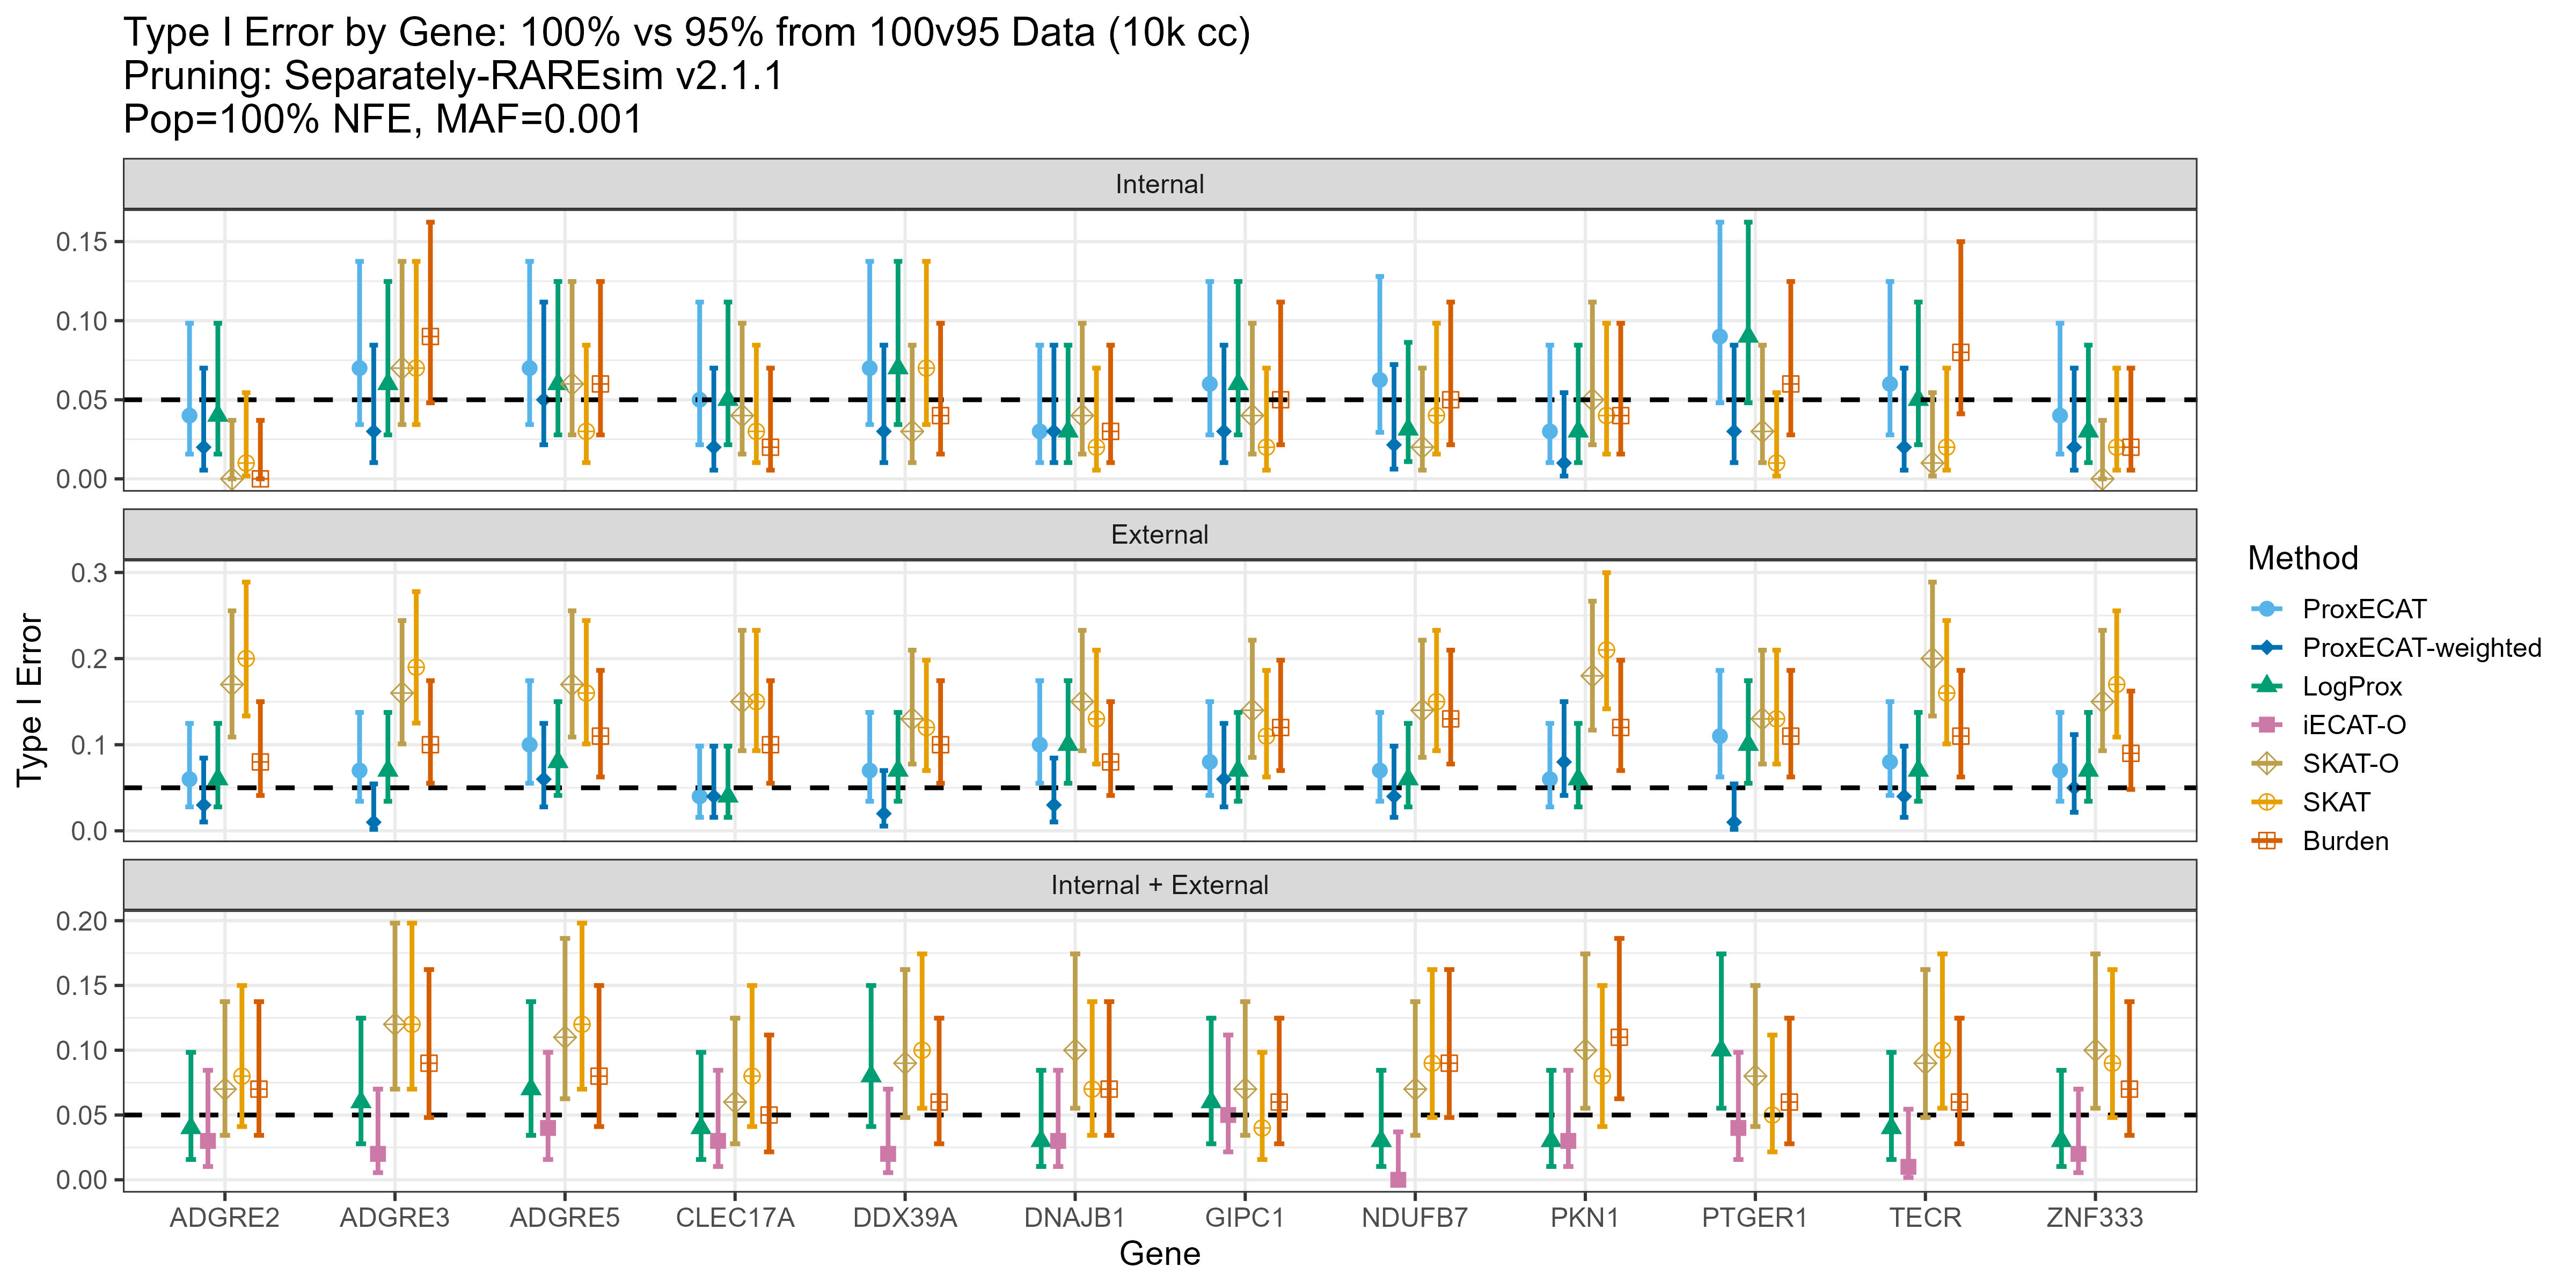 Type I Error by Gene: 100% vs 95% from 100v95 Data (10k cc)
Pruning: Separately-RAREsim v2.1.1
Pop=100% NFE, MAF=0.001
Internal
0.15
0.10
0.05
0.00
External
0.3
0.2
0.1
0.0
Internal + External
0.20
0.15
0.10
0.05
0.00
Type I Error
ADGRE2 ADGRE3 ADGRE5 CLEC17A DDX39A DNAJB1 GIPC1 NDUFB7 PKN1 PTGER1 TECR ZNF333
Gene
Method
ProxECAT
ProxECAT-weighted
LogProx
iECAT-O
SKAT-O
SKAT
Burden